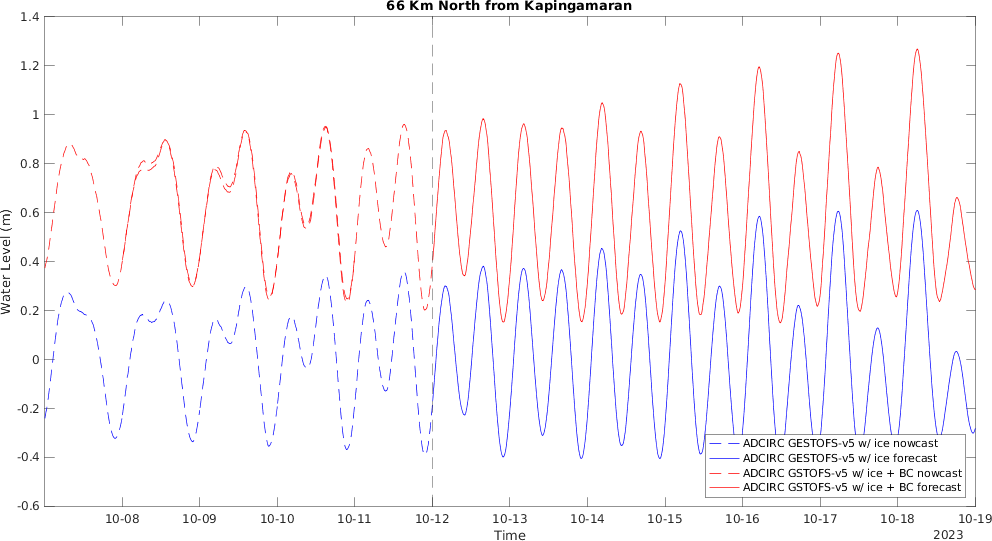 66 Km North from Kapingamaran
Water Level (m)
1.4
1.2
1
0.8
0.6
0.4
0.2
0
-0.2
-0.4
-0.6
ADCIRC GESTOFS-v5 w/ ice nowcast
ADCIRC GESTOFS-v5 w/ ice forecast
ADCIRC GSTOFS-v5 w/ ice + BC nowcast
ADCIRC GSTOFS-v5 w/ ice + BC forecast
10-08 10-09 10-10 10-11 10-12 10-13 10-14 10-15 10-16 10-17 10-18 10-19
Time
2023